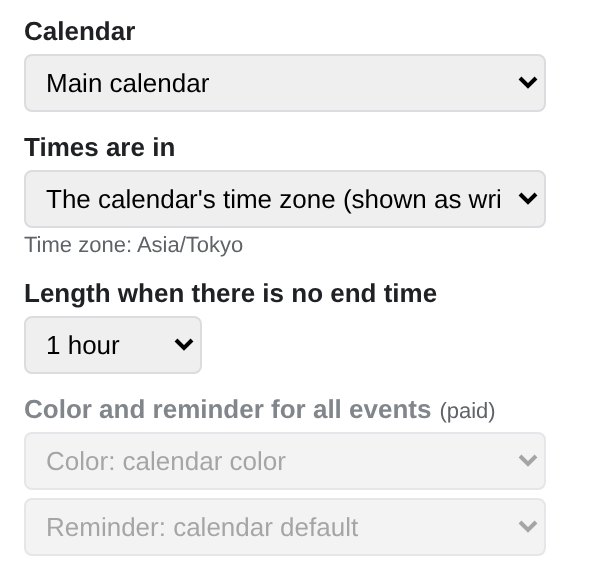 Calendar
Main calendar
Times are in
The calendar's time zone (shown as wri
Time zone: Asia/Tokyo
Length when there is no end time
1 hour
Color and reminder for all events (paid)
Color: calendar color
Reminder: calendar default